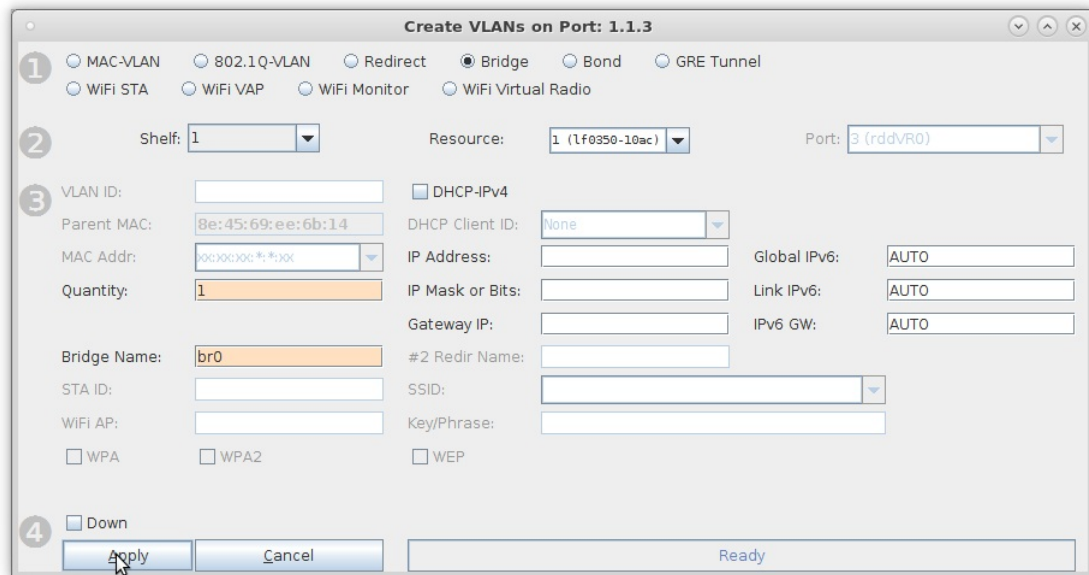 Create VLANs on Port: 1.1.3
1 MAC-VLAN 802.1Q-VLAN Redirect Bridge Bond GRE Tunnel
WiFi STA WiFi VAP WiFi Monitor WiFi Virtual Radio
2 Shelf: 1 Resource: 1 (lf0350-10ac) Port: 3 (rddVR0)
3 VLAN ID: DHCP-IPv4
Parent MAC: 8e:45:69:ee:6b:14 DHCP Client ID: None
MAC Addr: xx:xx:xx:*:*:xx IP Address: Global IPv6: AUTO
Quantity: 1 IP Mask or Bits: Link IPv6: AUTO
Gateway IP: IPv6 GW: AUTO
Bridge Name: br0 #2 Redir Name:
STA ID: SSID:
WiFi AP: Key/Phrase:
WPA WPA2 WEP
4 Down
Apply Cancel Ready